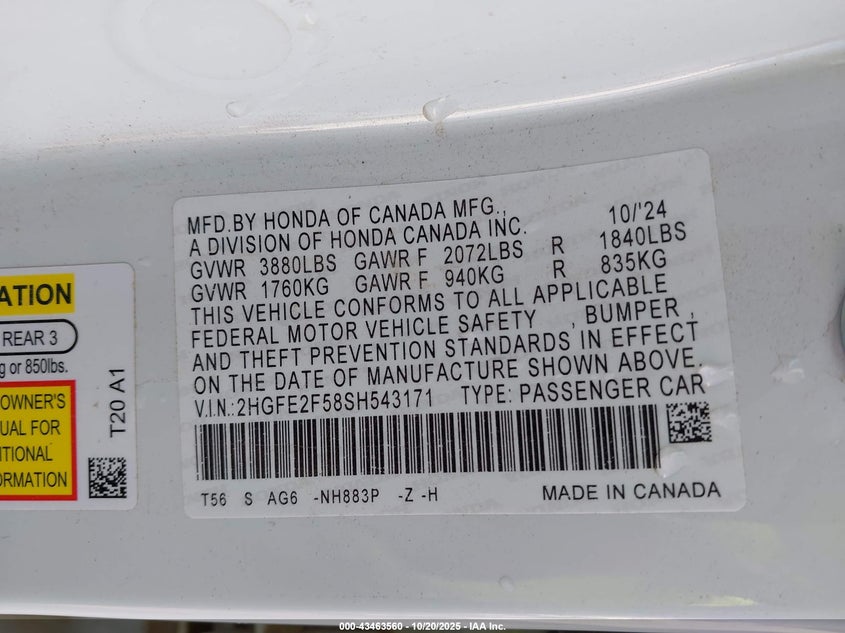 MFD.BY HONDA OF CANADA MFG., 10/'24
A DIVISION OF HONDA CANADA INC.
GVWR 3880LBS GAWR F 2072LBS R 1840LBS
GVWR 1760KG GAWR F 940KG R 835KG
THIS VEHICLE CONFORMS TO ALL APPLICABLE
FEDERAL MOTOR VEHICLE SAFETY , BUMPER ,
AND THEFT PREVENTION STANDARDS IN EFFECT
ON THE DATE OF MANUFACTURE SHOWN ABOVE.
V.I.N.:2HGFE2F58SH543171 TYPE: PASSENGER CAR
T56 S AG6 -NH883P -Z -H MADE IN CANADA
ATION
REAR 3
g or 850lbs.
OWNER'S
UAL FOR
ITIONAL
ORMATION
T20 A1
000-43463560 - 10/20/2025 - IAA Inc.